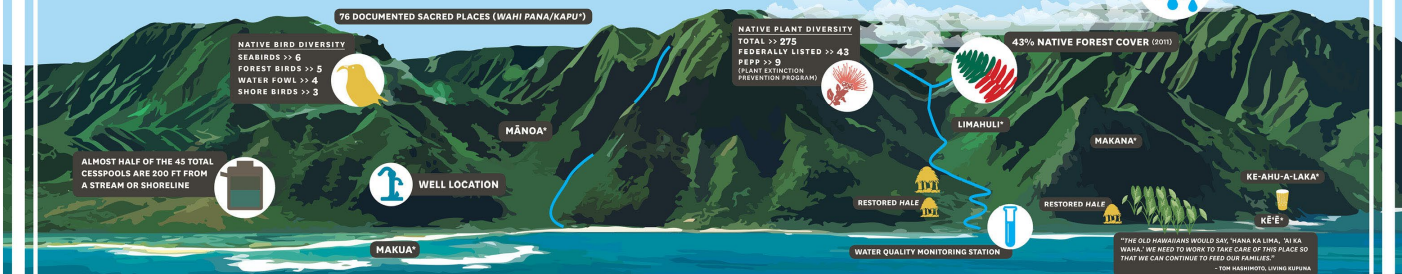 76 DOCUMENTED SACRED PLACES (WAHI PANA/KAPU*)
NATIVE BIRD DIVERSITY
SEABIRDS >> 6
FOREST BIRDS >> 5
WATER FOWL >> 4
SHORE BIRDS >> 3
NATIVE PLANT DIVERSITY
TOTAL >> 275
FEDERALLY LISTED >> 43
PEPP >> 9
(PLANT EXTINCTION
PREVENTION PROGRAM)
43% NATIVE FOREST COVER (2011)
MĀNOA*
LIMAHULI*
MAKANA*
ALMOST HALF OF THE 45 TOTAL
CESSPOOLS ARE 200 FT FROM
A STREAM OR SHORELINE
WELL LOCATION
KE-AHU-A-LAKA*
RESTORED HALE
RESTORED HALE
KĒ'Ē*
MAKUA*
WATER QUALITY MONITORING STATION
"THE OLD HAWAIIANS WOULD SAY, 'HANA KA LIMA, 'AI KA
WAHA.' WE NEED TO WORK TO TAKE CARE OF THIS PLACE SO
THAT WE CAN CONTINUE TO FEED OUR FAMILIES."
- TOM HASHIMOTO, LIVING KUPUNA